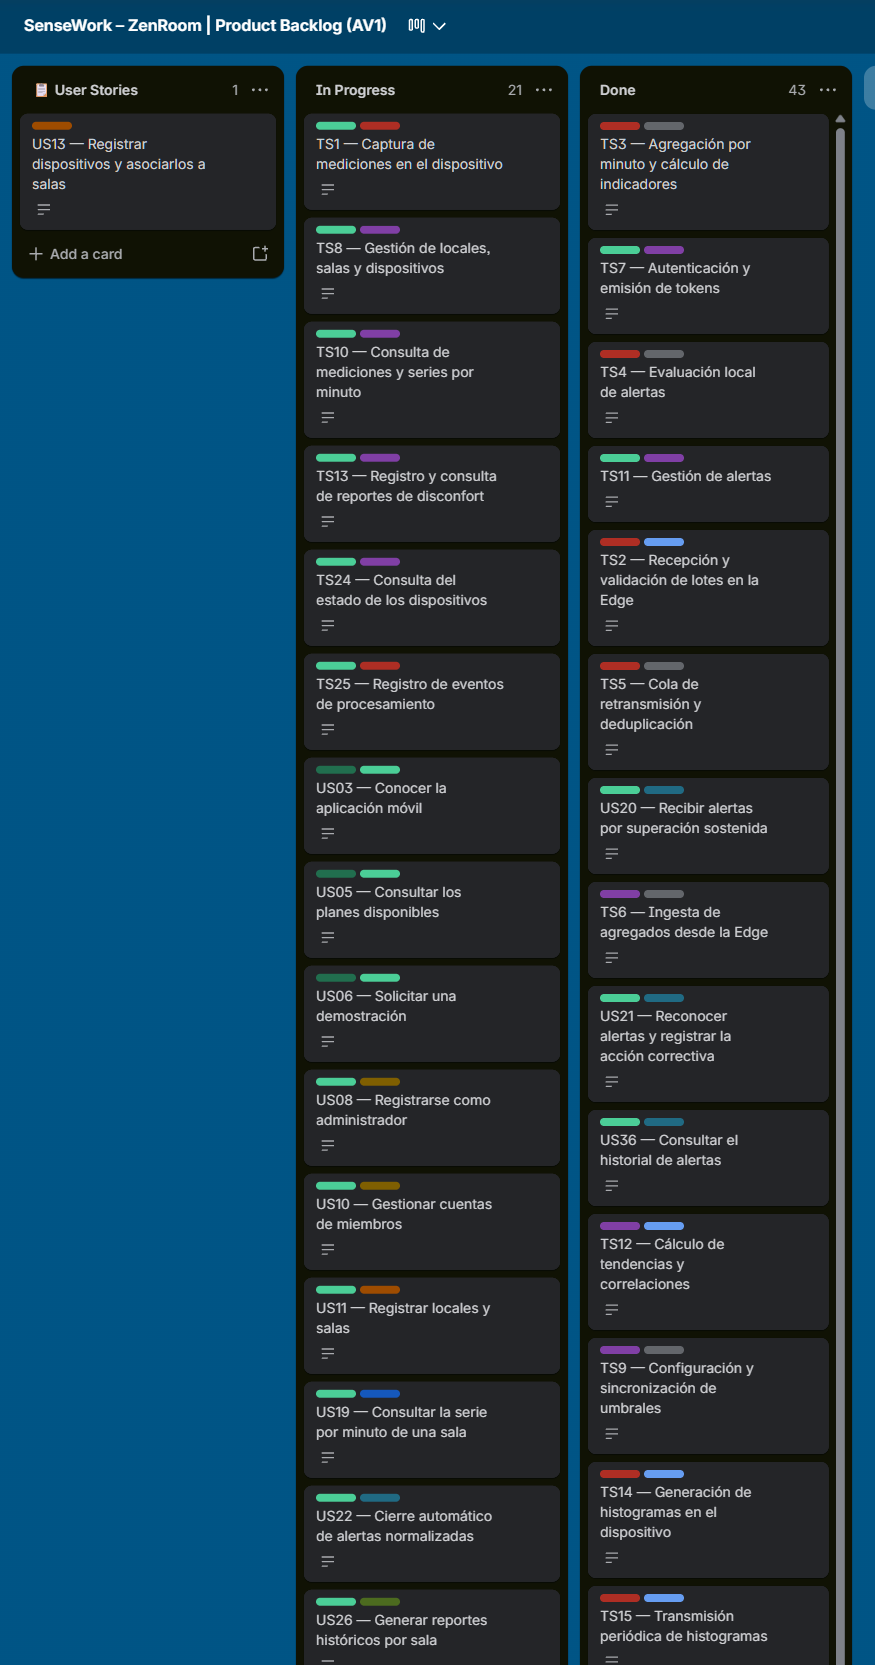 SenseWork – ZenRoom | Product Backlog (AV1)
User Stories 1
US13 — Registrar
dispositivos y asociarlos a
salas
Add a card
In Progress 21
TS1 — Captura de
mediciones en el dispositivo
TS8 — Gestión de locales,
salas y dispositivos
TS10 — Consulta de
mediciones y series por
minuto
TS13 — Registro y consulta
de reportes de disconfort
TS24 — Consulta del
estado de los dispositivos
TS25 — Registro de eventos
de procesamiento
US03 — Conocer la
aplicación móvil
US05 — Consultar los
planes disponibles
US06 — Solicitar una
demostración
US08 — Registrarse como
administrador
US10 — Gestionar cuentas
de miembros
US11 — Registrar locales y
salas
US19 — Consultar la serie
por minuto de una sala
US22 — Cierre automático
de alertas normalizadas
US26 — Generar reportes
históricos por sala
Done 43
TS3 — Agregación por
minuto y cálculo de
indicadores
TS7 — Autenticación y
emisión de tokens
TS4 — Evaluación local
de alertas
TS11 — Gestión de alertas
TS2 — Recepción y
validación de lotes en la
Edge
TS5 — Cola de
retransmisión y
deduplicación
US20 — Recibir alertas
por superación sostenida
TS6 — Ingesta de
agregados desde la Edge
US21 — Reconocer
alertas y registrar la
acción correctiva
US36 — Consultar el
historial de alertas
TS12 — Cálculo de
tendencias y
correlaciones
TS9 — Configuración y
sincronización de
umbrales
TS14 — Generación de
histogramas en el
dispositivo
TS15 — Transmisión
periódica de histogramas